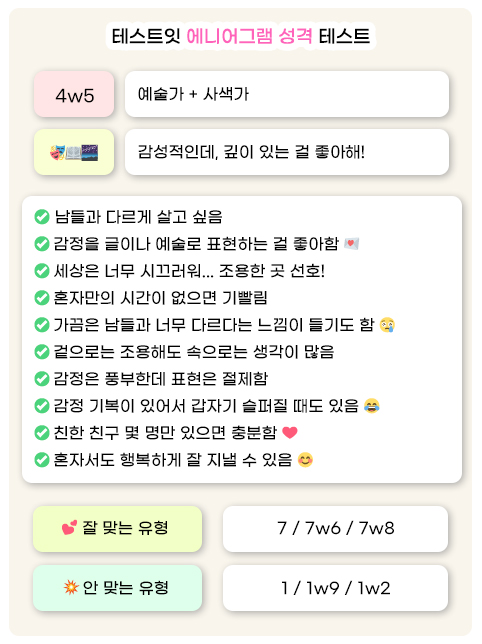 테스트잇 에니어그램 성격 테스트
4w5
예술가 + 사색가
감성적인데, 깊이 있는 걸 좋아해!
남들과 다르게 살고 싶음
감정을 글이나 예술로 표현하는 걸 좋아함 💌
세상은 너무 시끄러워... 조용한 곳 선호!
혼자만의 시간이 없으면 기빨림
가끔은 남들과 너무 다르다는 느낌이 들기도 함 😢
겉으로는 조용해도 속으로는 생각이 많음
감정은 풍부한데 표현은 절제함
감정 기복이 있어서 갑자기 슬퍼질 때도 있음 😂
친한 친구 몇 명만 있으면 충분함 ❤️
혼자서도 행복하게 잘 지낼 수 있음 😊
💕 잘 맞는 유형
7 / 7w6 / 7w8
💥 안 맞는 유형
1 / 1w9 / 1w2